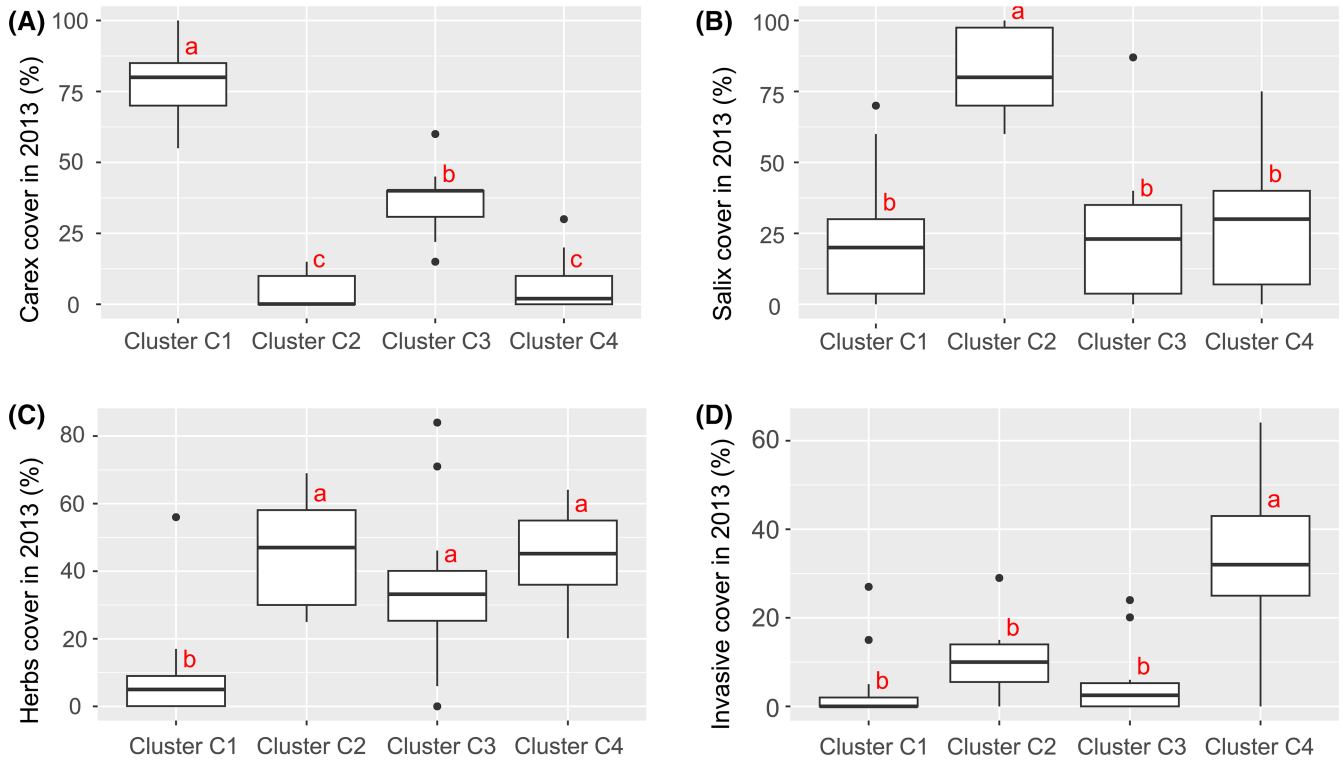 (A)
Carex cover in 2013 (%)
100
75
50
25
0
a
c
b
c
Cluster C1 Cluster C2 Cluster C3 Cluster C4
(B)
Salix cover in 2013 (%)
100
75
50
25
0
b
a
b
b
Cluster C1 Cluster C2 Cluster C3 Cluster C4
(C)
Herbs cover in 2013 (%)
80
60
40
20
0
b
a
a
a
Cluster C1 Cluster C2 Cluster C3 Cluster C4
(D)
Invasive cover in 2013 (%)
60
40
20
0
b
b
b
a
Cluster C1 Cluster C2 Cluster C3 Cluster C4